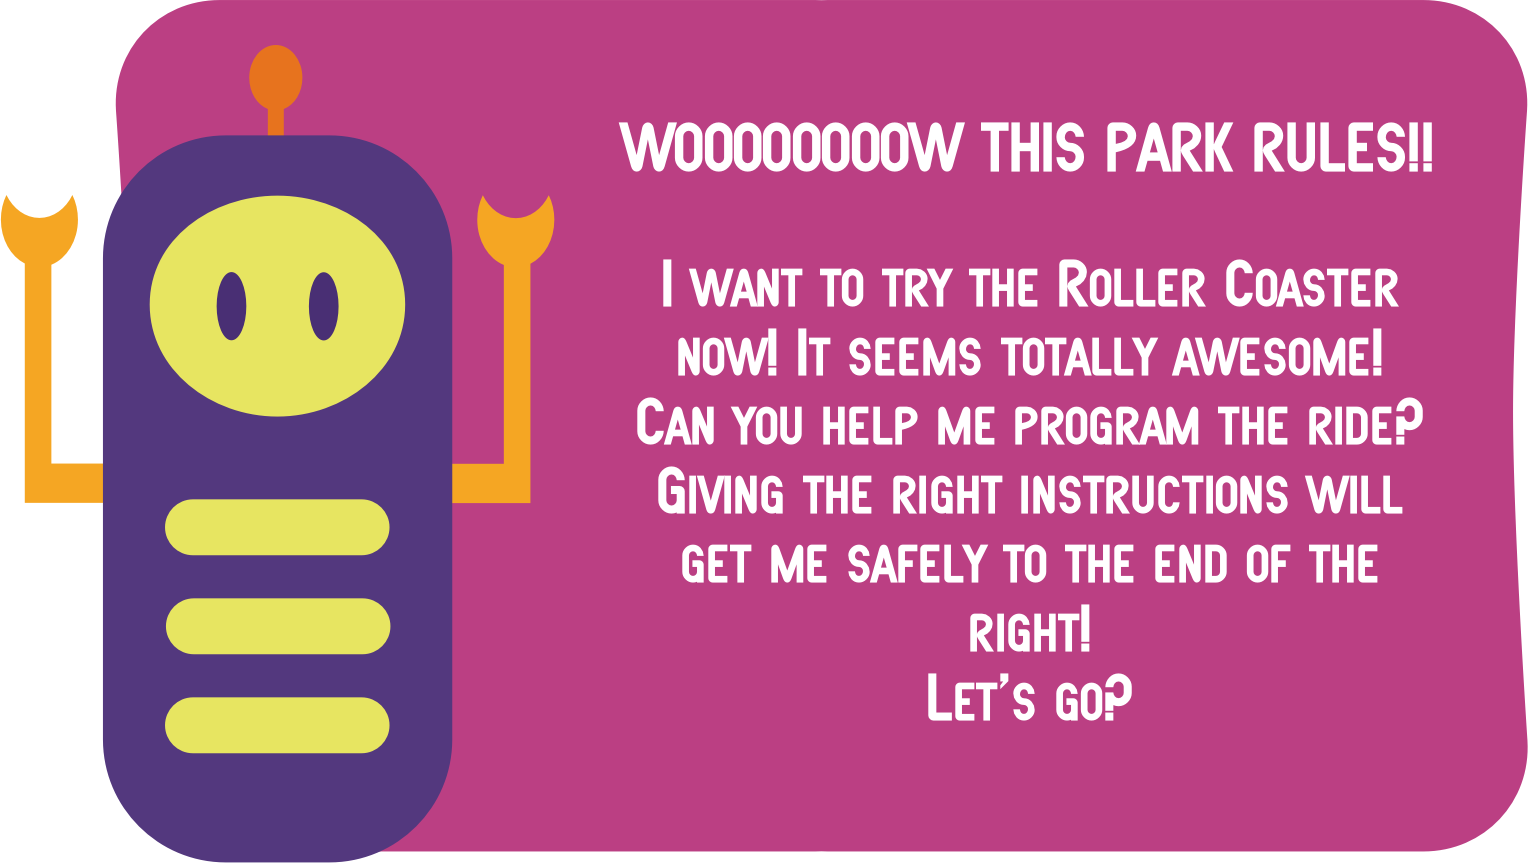 WOOOOOOOOW THIS PARK RULES!!
I want to try the Roller Coaster
now! It seems totally awesome!
Can you help me program the ride?
Giving the right instructions will
get me safely to the end of the
right!
Let's go?